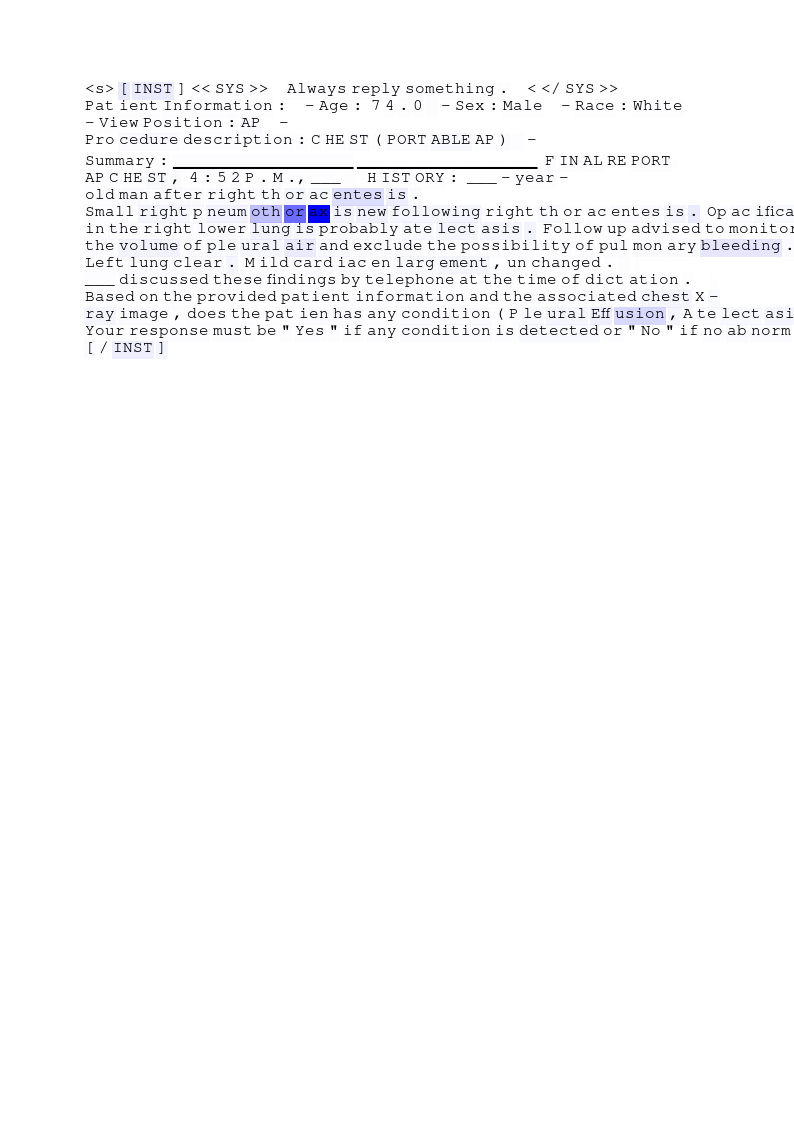 <s> [ INST ] << SYS >> Always reply something . < </ SYS >>
Pat ient Information : - Age : 7 4 . 0 - Sex : Male - Race : White
- View Position : AP -
Pro cedure description : C HE ST ( PORT ABLE AP ) -
Summary : ____________________ ____________________ F IN AL RE PORT
AP C HE ST , 4 : 5 2 P . M ., ___ H IST ORY : ___ - year -
old man after right th or ac entes is .
Small right p neum oth or ax is new following right th or ac entes is . Op ac ifica
in the right lower lung is probably ate lect asis . Follow up advised to monitor
the volume of ple ural air and exclude the possibility of pul mon ary bleeding .
Left lung clear . M ild card iac en larg ement , un changed .
___ discussed these findings by telephone at the time of dict ation .
Based on the provided patient information and the associated chest X -
ray image , does the pat ien has any condition ( P le ural Eff usion , A te lect asi
Your response must be " Yes " if any condition is detected or " No " if no ab norm
[ / INST ]